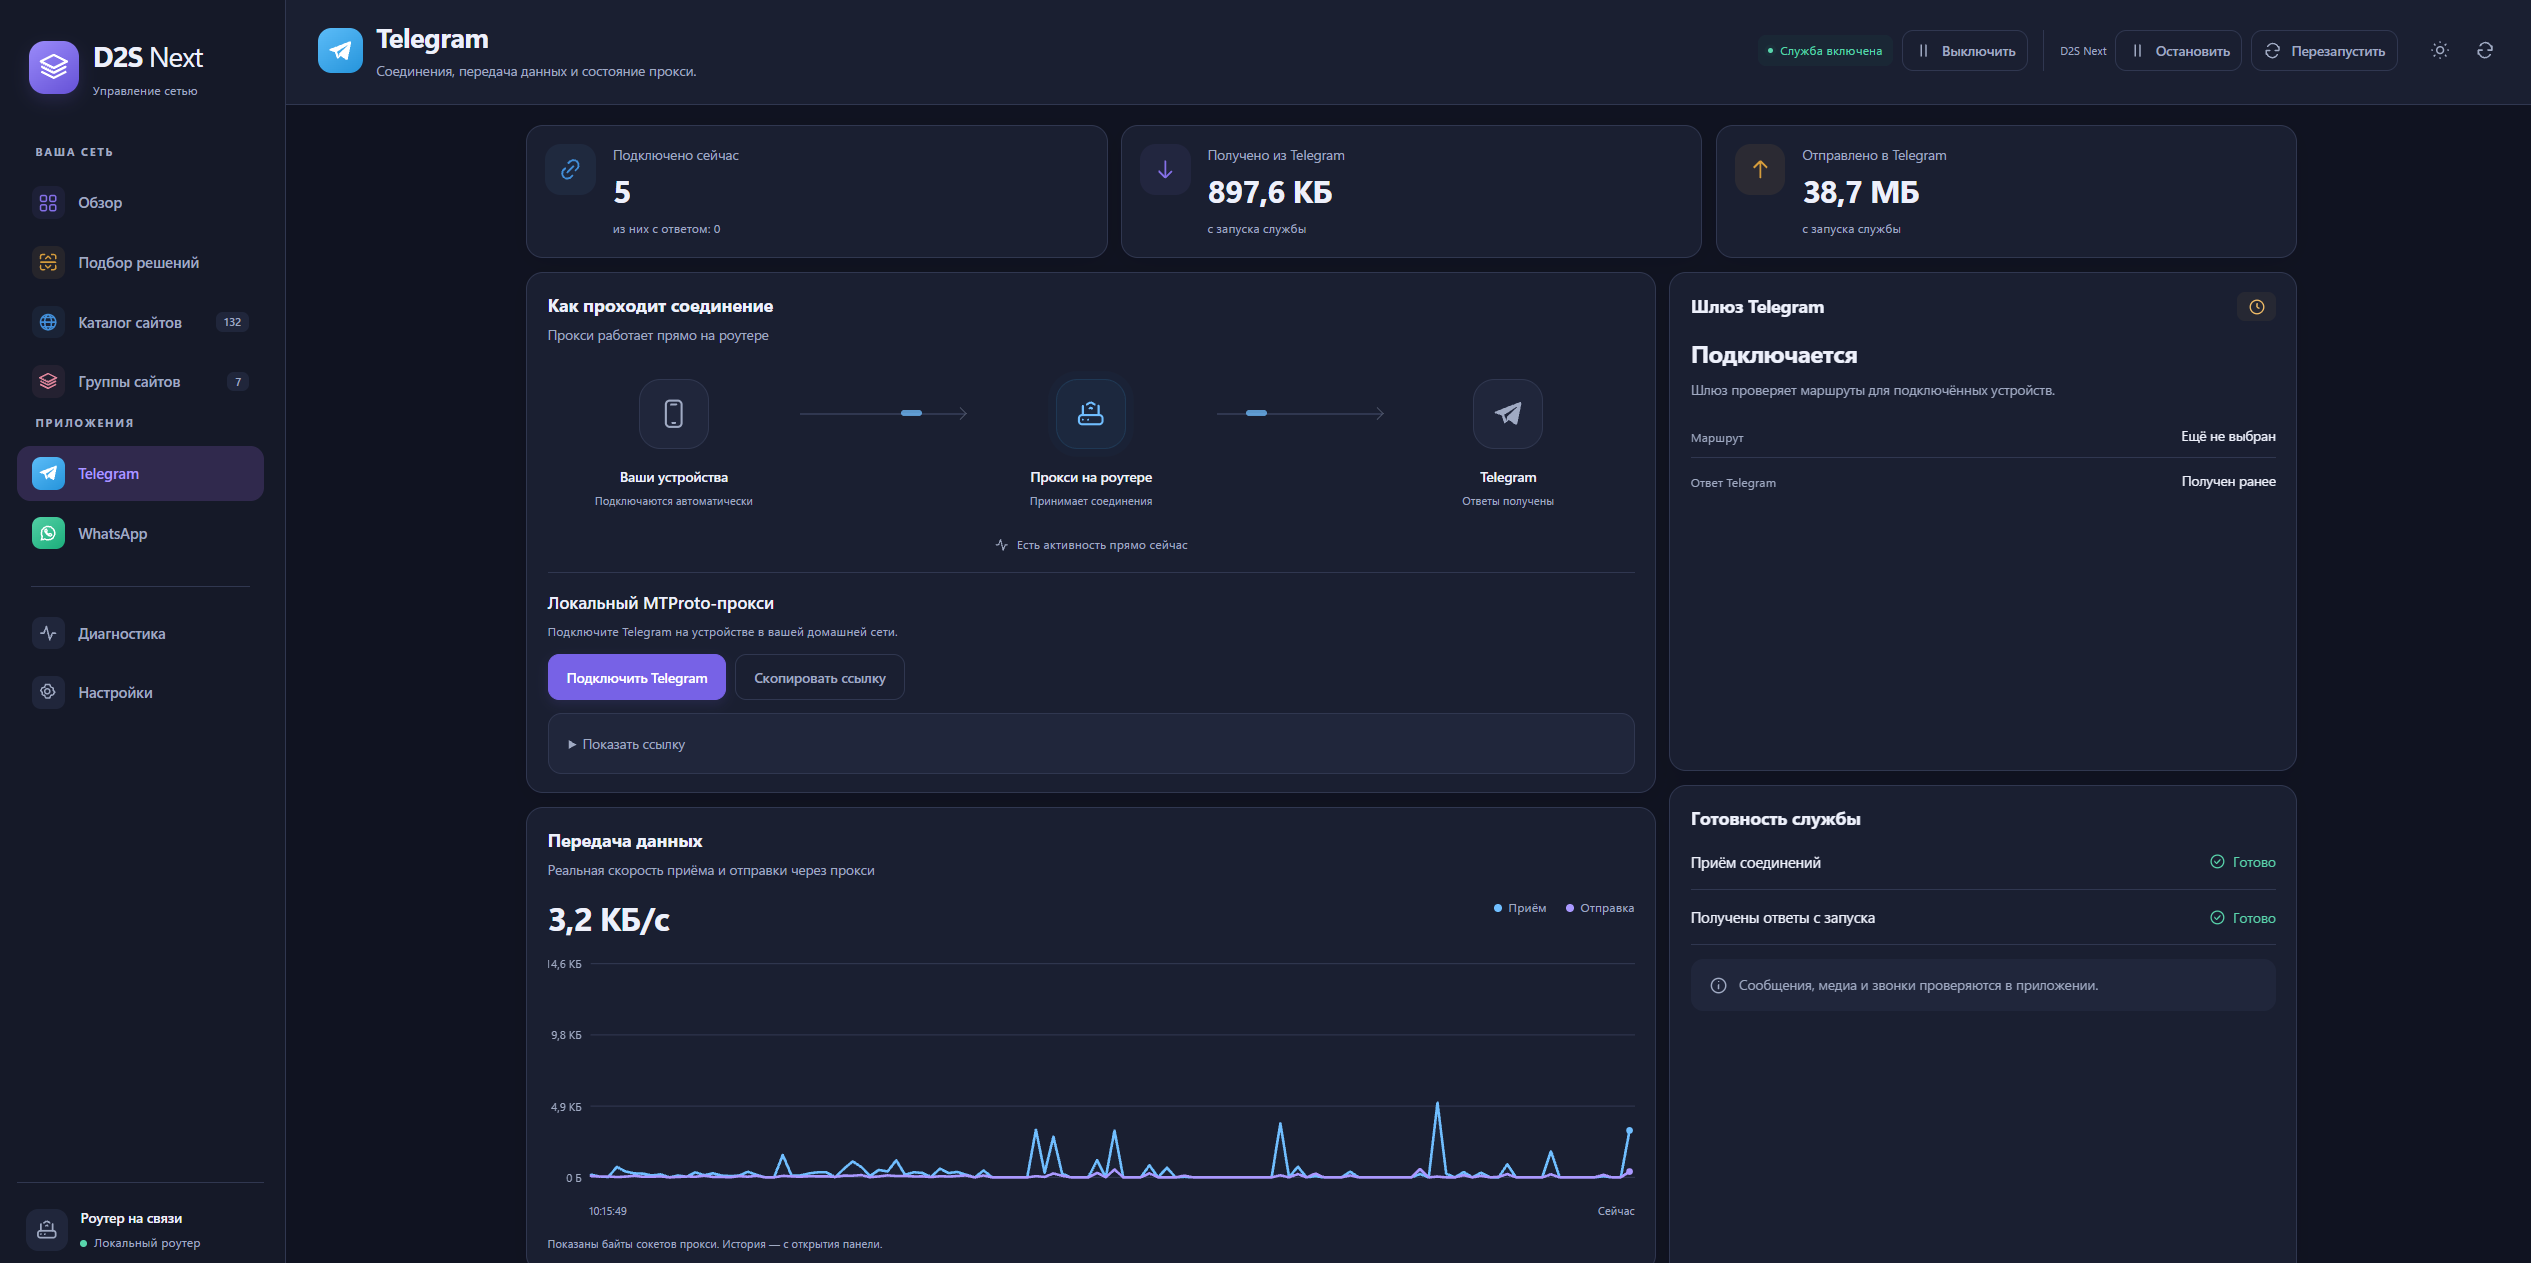 D2S Next
Управление сетью
ВАША СЕТЬ
Обзор
Подбор решений
Каталог сайтов 132
Группы сайтов 7
ПРИЛОЖЕНИЯ
Telegram
WhatsApp
Диагностика
Настройки
Роутер на связи
Локальный роутер
Telegram
Соединения, передача данных и состояние прокси.
Служба включена
Выключить
D2S Next
Остановить
Перезапустить
Подключено сейчас
5
из них с ответом: 0
Получено из Telegram
897,6 КБ
с запуска службы
Отправлено в Telegram
38,7 МБ
с запуска службы
Как проходит соединение
Прокси работает прямо на роутере
Ваши устройства
Подключаются автоматически
Прокси на роутере
Принимает соединения
Telegram
Ответы получены
Есть активность прямо сейчас
Локальный MTProto-прокси
Подключите Telegram на устройстве в вашей домашней сети.
Подключить Telegram
Скопировать ссылку
Показать ссылку
Шлюз Telegram
Подключается
Шлюз проверяет маршруты для подключённых устройств.
Маршрут Ещё не выбран
Ответ Telegram Получен ранее
Передача данных
Реальная скорость приёма и отправки через прокси
3,2 КБ/с
Приём Отправка
14,6 КБ
9,8 КБ
4,9 КБ
0 Б
10:15:49 Сейчас
Показаны байты сокетов прокси. История — с открытия панели.
Готовность службы
Приём соединений Готово
Получены ответы с запуска Готово
Сообщения, медиа и звонки проверяются в приложении.